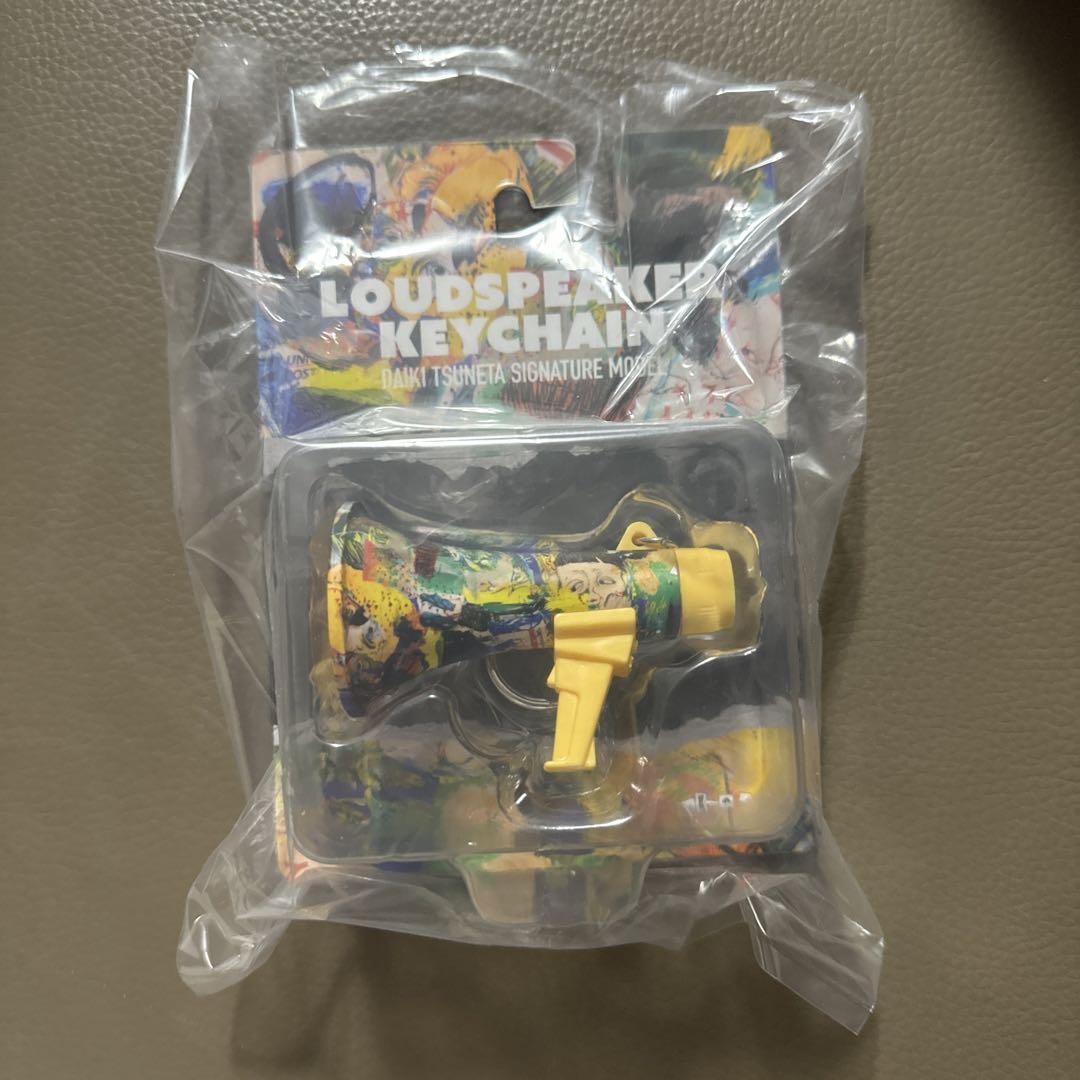 LOUDSPEAKER
KEYCHAIN
DAIKI TSUNETA SIGNATURE MODEL